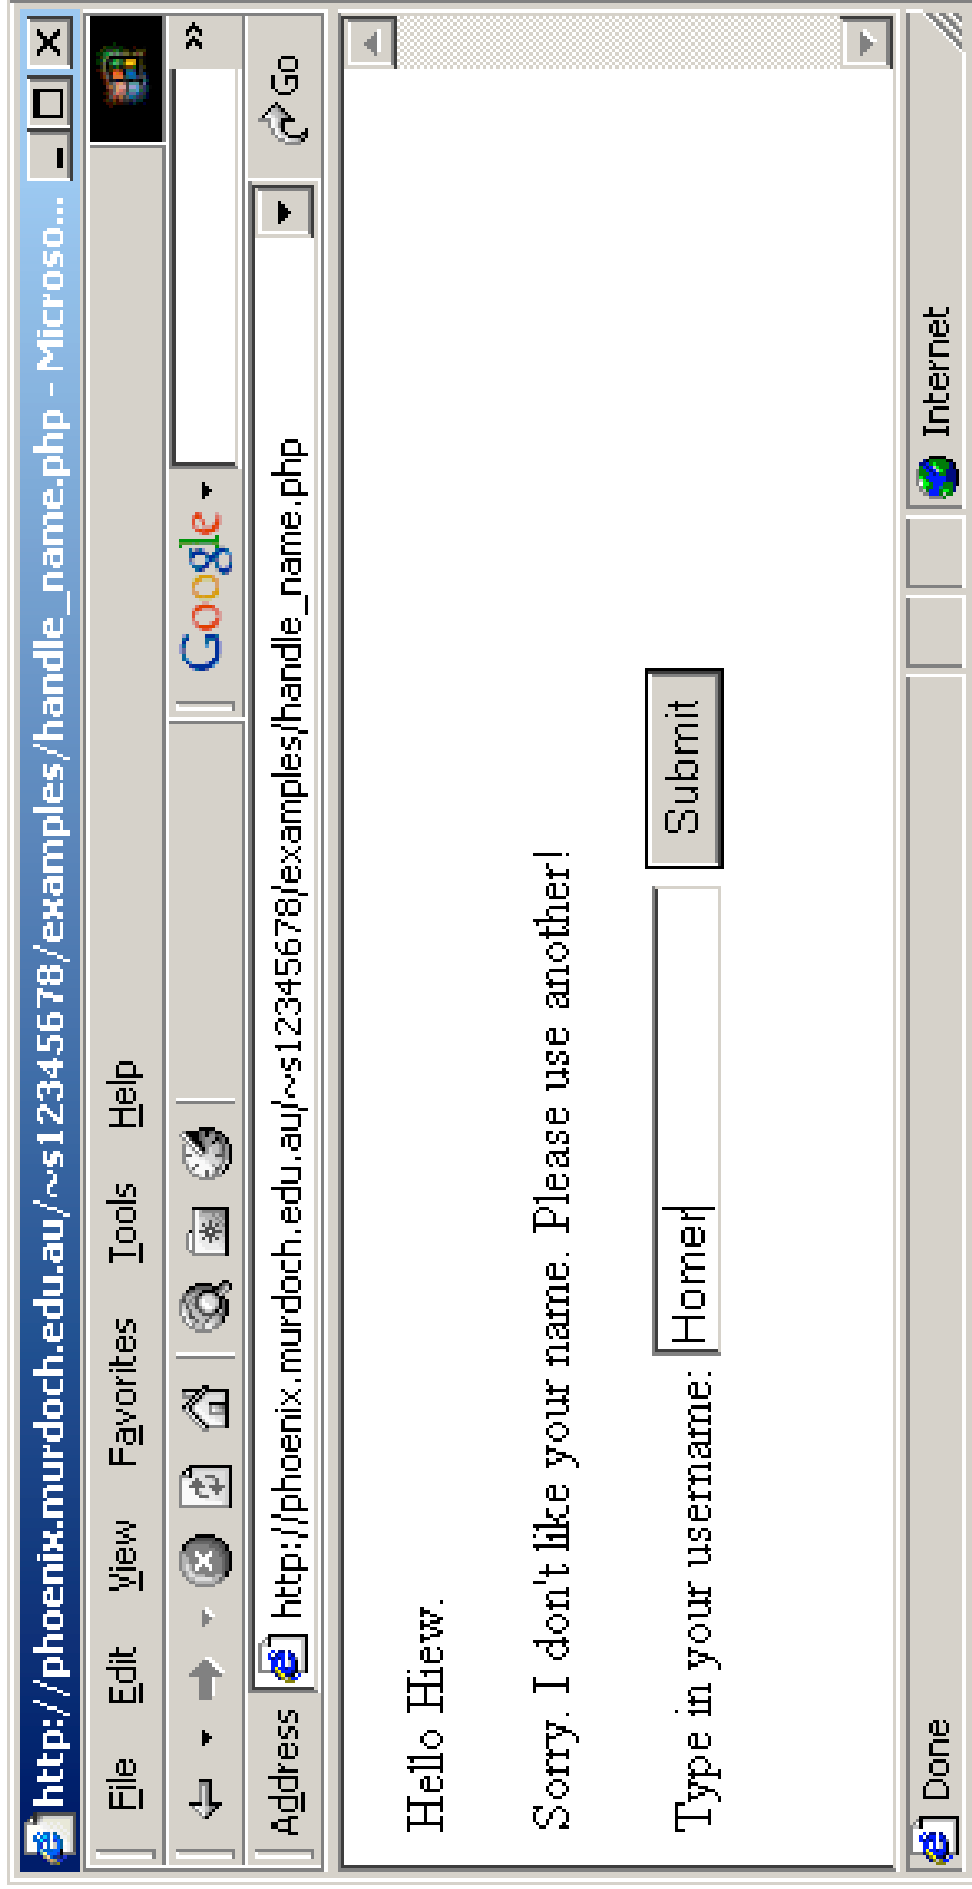 http://phoenix.murdoch.edu.au/~s12345678/examples/handle_name.php - Microso...
File Edit View Favorites Tools Help
Google
Address http://phoenix.murdoch.edu.au/~s12345678/examples/handle_name.php Go
Hello Hiew.
Sorry. I don't like your name. Please use another!
Type in your username: Homer Submit
Done Internet